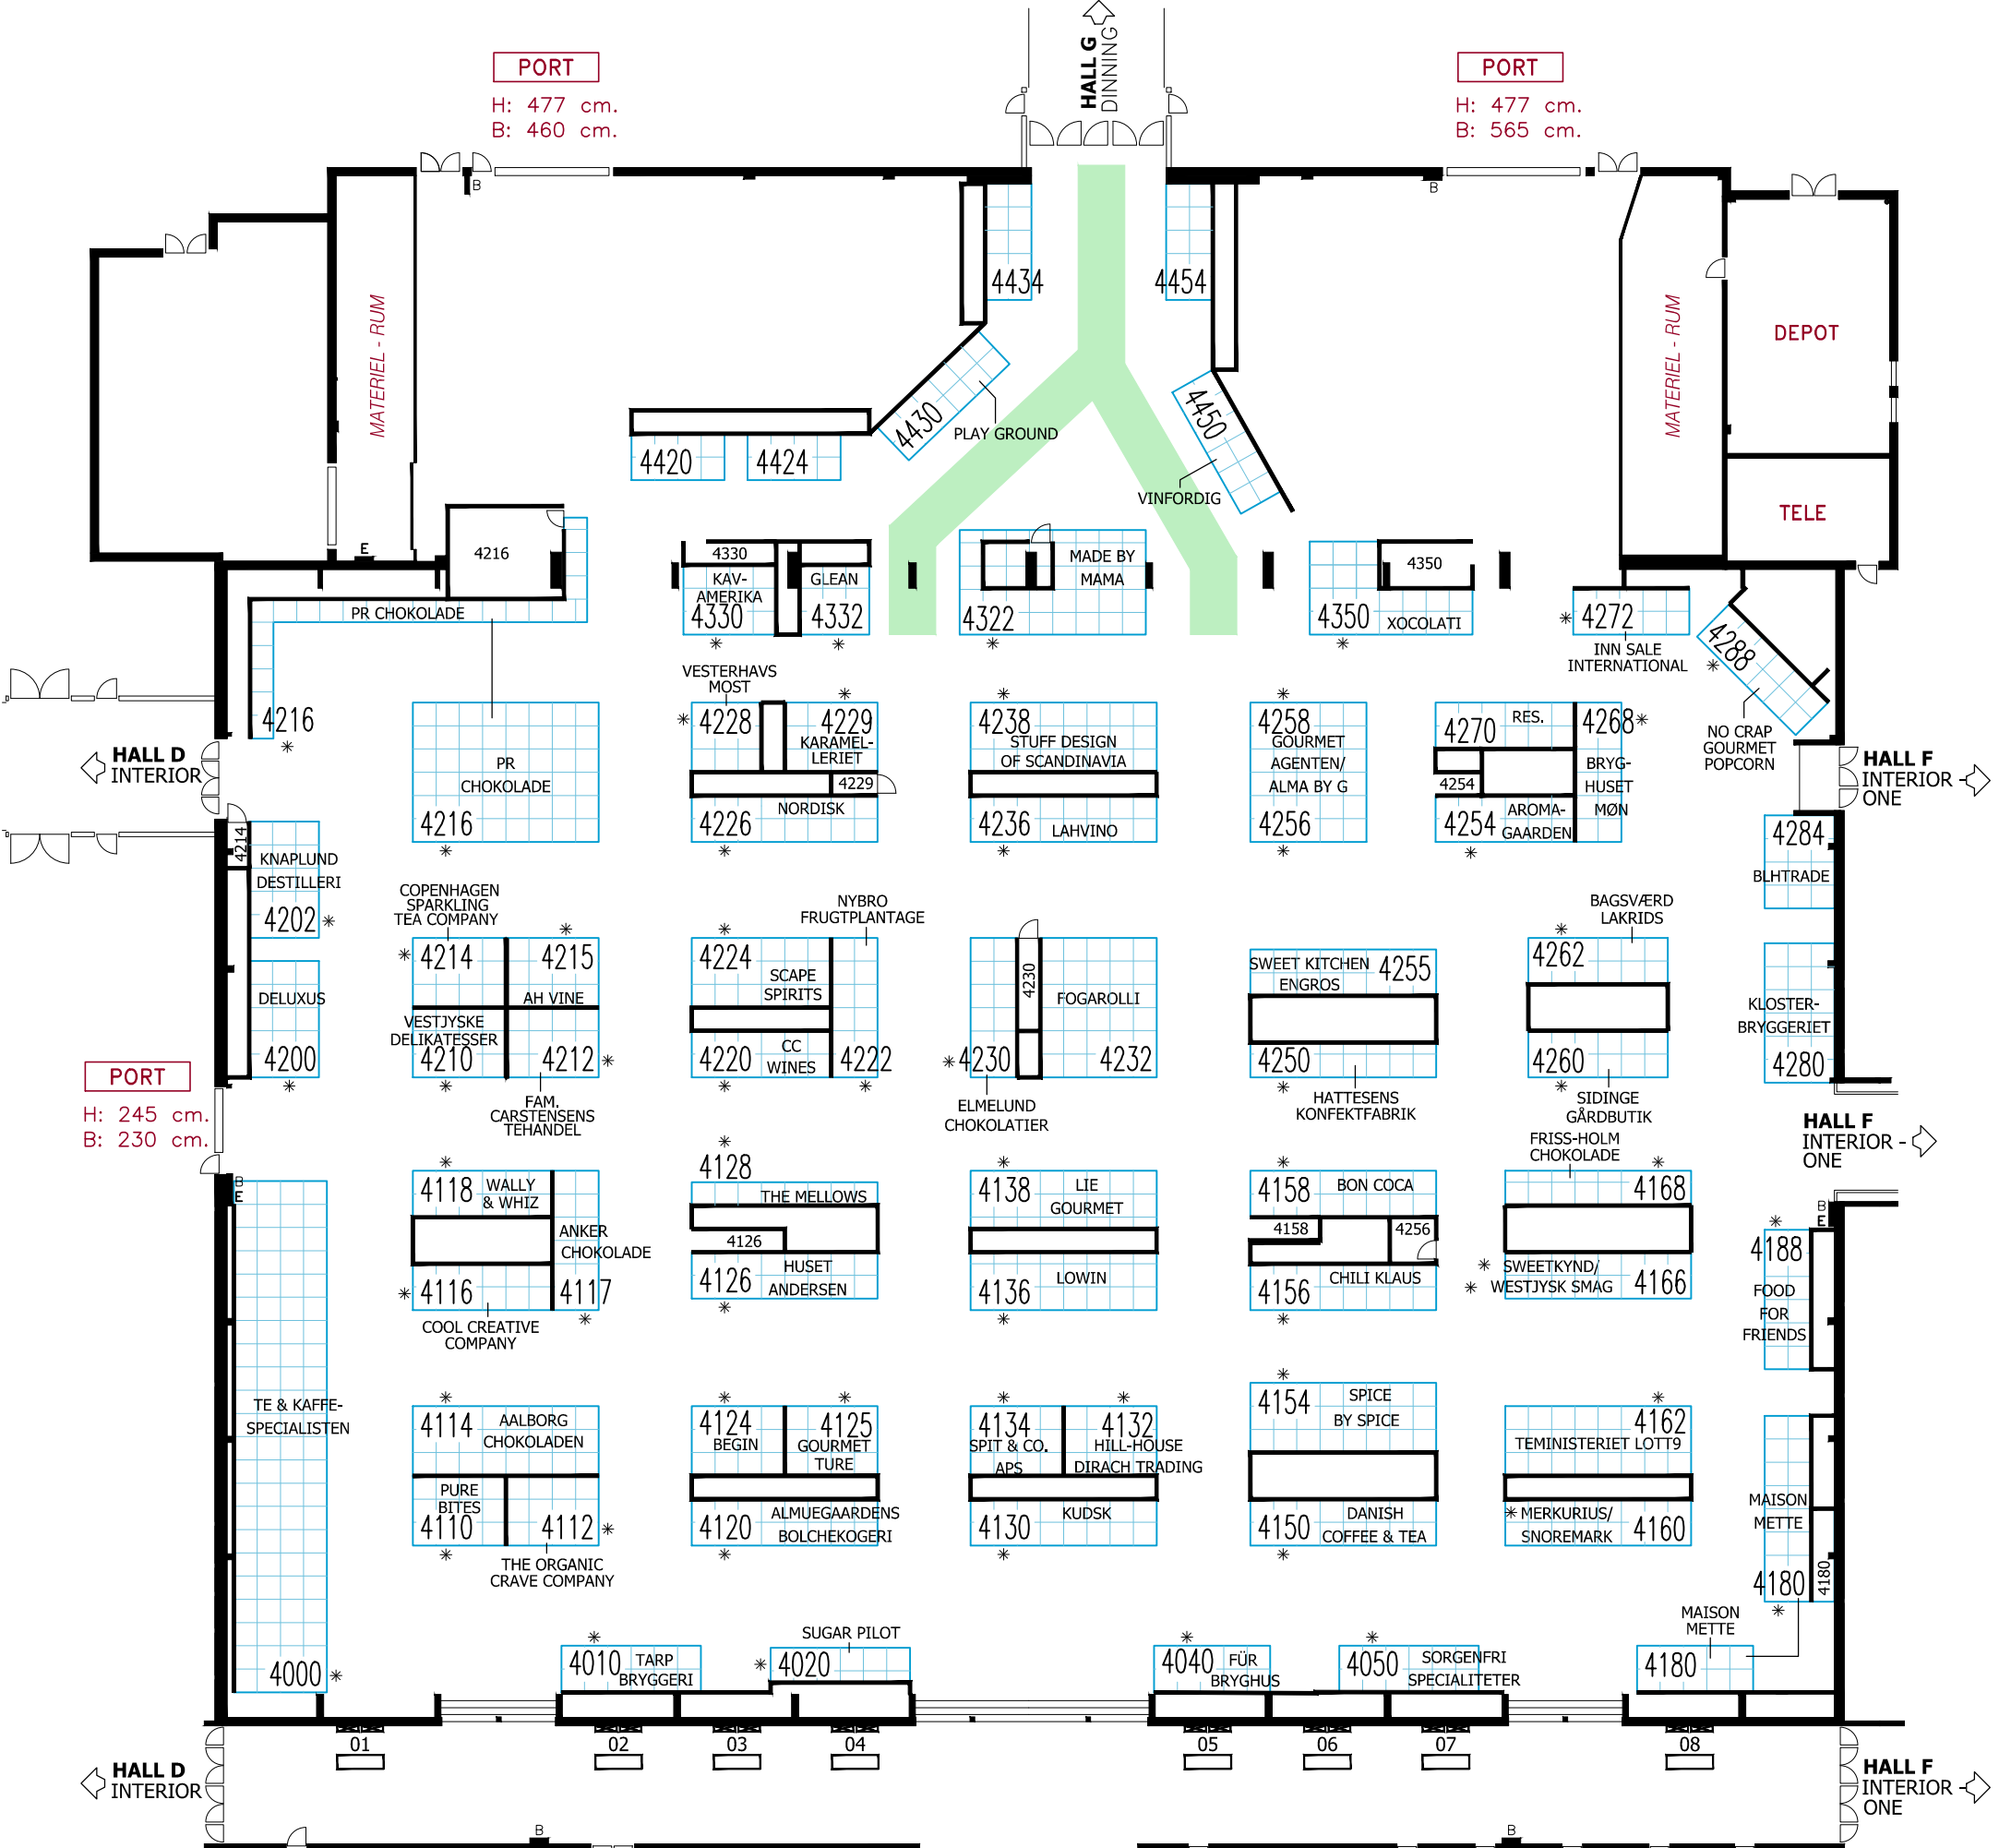 HALL G
DINNING
PORT
H: 477 cm.
B: 460 cm.
PORT
H: 477 cm.
B: 565 cm.
B
B
MATERIEL - RUM
MATERIEL - RUM
DEPOT
TELE
4434
4454
4430
PLAY GROUND
4450
VINFORDIG
4420
4424
E
4216
PR CHOKOLADE
4216
4330
KAV-
AMERIKA
4330
*
GLEAN
4332
*
MADE BY
MAMA
4322
*
4350
4350
XOCOLATI
*
* 4272
INN SALE
INTERNATIONAL
4288
*
NO CRAP
GOURMET
POPCORN
*
HALL D
INTERIOR
HALL F
INTERIOR
ONE
PR
CHOKOLADE
4216
*
VESTERHAVS
MOST
* 4228
*
4229
KARAMEL-
LERIET
4229
NORDISK
4226
*
*
4238
STUFF DESIGN
OF SCANDINAVIA
4236
LAHVINO
*
*
4258
GOURMET
AGENTEN/
ALMA BY G
4256
*
RES.
4270
4268 *
BRYG-
HUSET
MØN
4254
AROMA-
GAARDEN
4254
*
4214
KNAPLUND
DESTILLERI
4202 *
DELUXUS
4200
*
4284
BLHTRADE
KLOSTER-
BRYGGERIET
4280
COPENHAGEN
SPARKLING
TEA COMPANY
* 4214
*
4215
AH VINE
VESTJYSKE
DELIKATESSER
4210
*
4212 *
FAM.
CARSTENSENS
TEHANDEL
NYBRO
FRUGTPLANTAGE
*
4224
SCAPE
SPIRITS
4220
CC
WINES
*
4222
*
4230
FOGAROLLI
* 4230
4232
ELMELUND
CHOKOLATIER
SWEET KITCHEN
ENGROS
4255
4250
*
HATTESENS
KONFEKTFABRIK
BAGSVÆRD
LAKRIDS
*
4262
4260
*
SIDINGE
GÅRDBUTIK
PORT
H: 245 cm.
B: 230 cm.
HALL F
INTERIOR -
ONE
B
E
*
4118
WALLY
& WHIZ
ANKER
CHOKOLADE
* 4116
4117
*
COOL CREATIVE
COMPANY
*
4128
THE MELLOWS
4126
4126
HUSET
ANDERSEN
*
*
4138
LIE
GOURMET
4136
LOWIN
*
*
4158
BON COCA
4158
4256
4156
CHILI KLAUS
*
FRISS-HOLM
CHOKOLADE
*
4168
* SWEETKYND/
* WESTJYSK SMAG
4166
B
E
*
4188
FOOD
FOR
FRIENDS
TE & KAFFE-
SPECIALISTEN
4000 *
*
4114
AALBORG
CHOKOLADEN
PURE
BITES
4110
*
4112 *
THE ORGANIC
CRAVE COMPANY
*
4124
BEGIN
*
4125
GOURMET
TURE
4120
ALMUEGAARDENS
BOLCHEKOGERI
*
*
4134
SPIT & CO.
APS
*
4132
HILL-HOUSE
DIRACH TRADING
4130
KUDSK
*
*
4154
SPICE
BY SPICE
4150
DANISH
COFFEE & TEA
*
*
4162
TEMINISTERIET LOTT9
* MERKURIUS/
SNOREMARK
4160
MAISON
METTE
4180
4180
*
MAISON
METTE
4180
*
4010
TARP
BRYGGERI
SUGAR PILOT
* 4020
*
4040
FÜR
BRYGHUS
*
4050
SORGENFRI
SPECIALITETER
01
02
03
04
05
06
07
08
HALL D
INTERIOR
HALL F
INTERIOR -
ONE
B
B